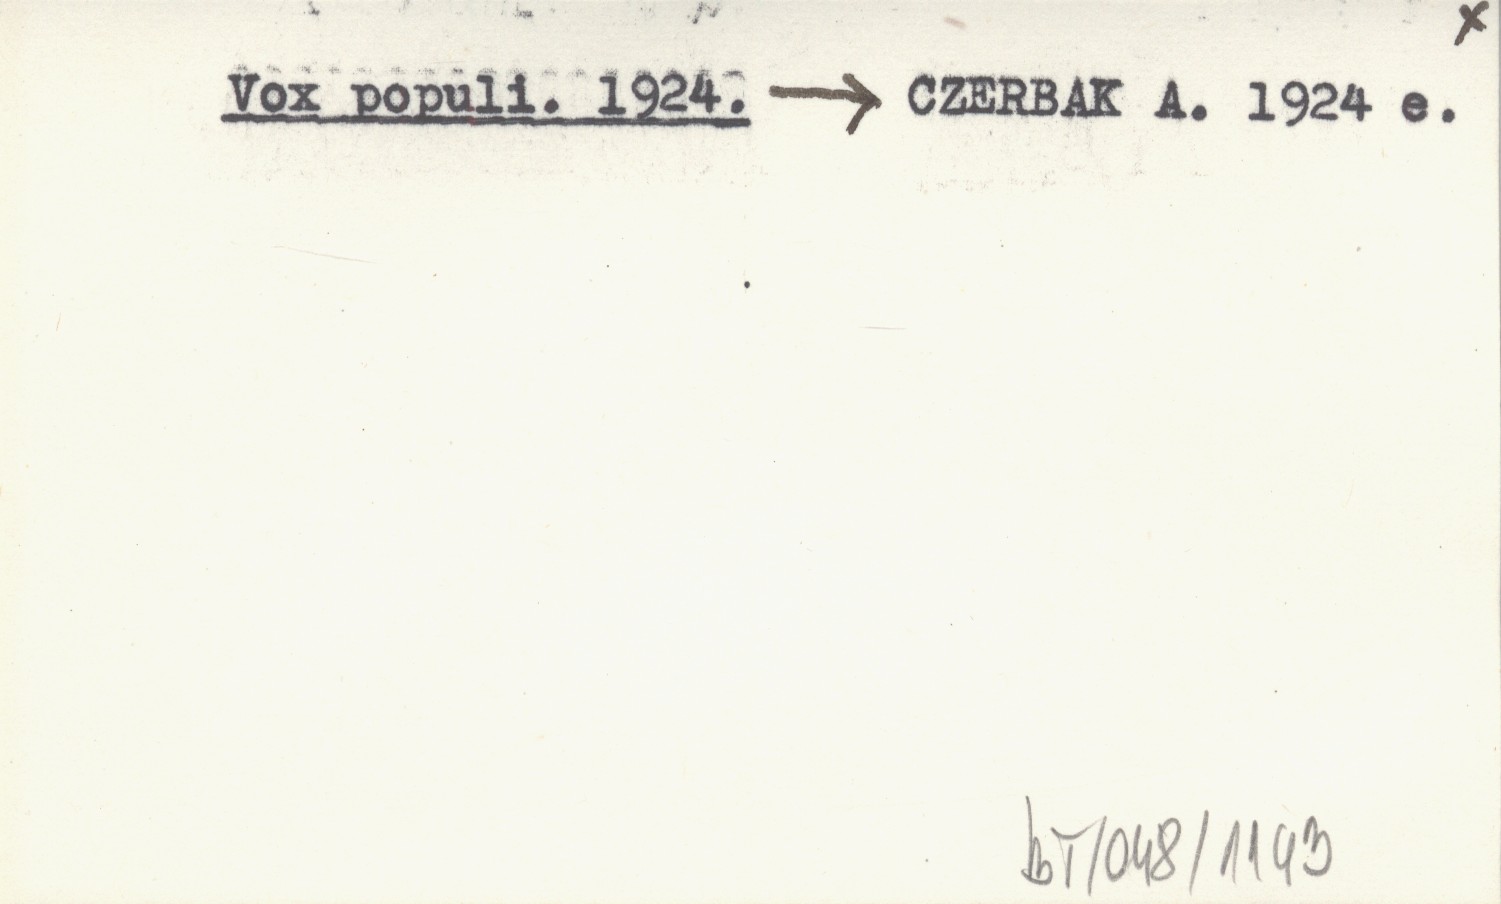 x
Vox populi. 1924. → CZERBAK A. 1924 e.
bT/048/1143